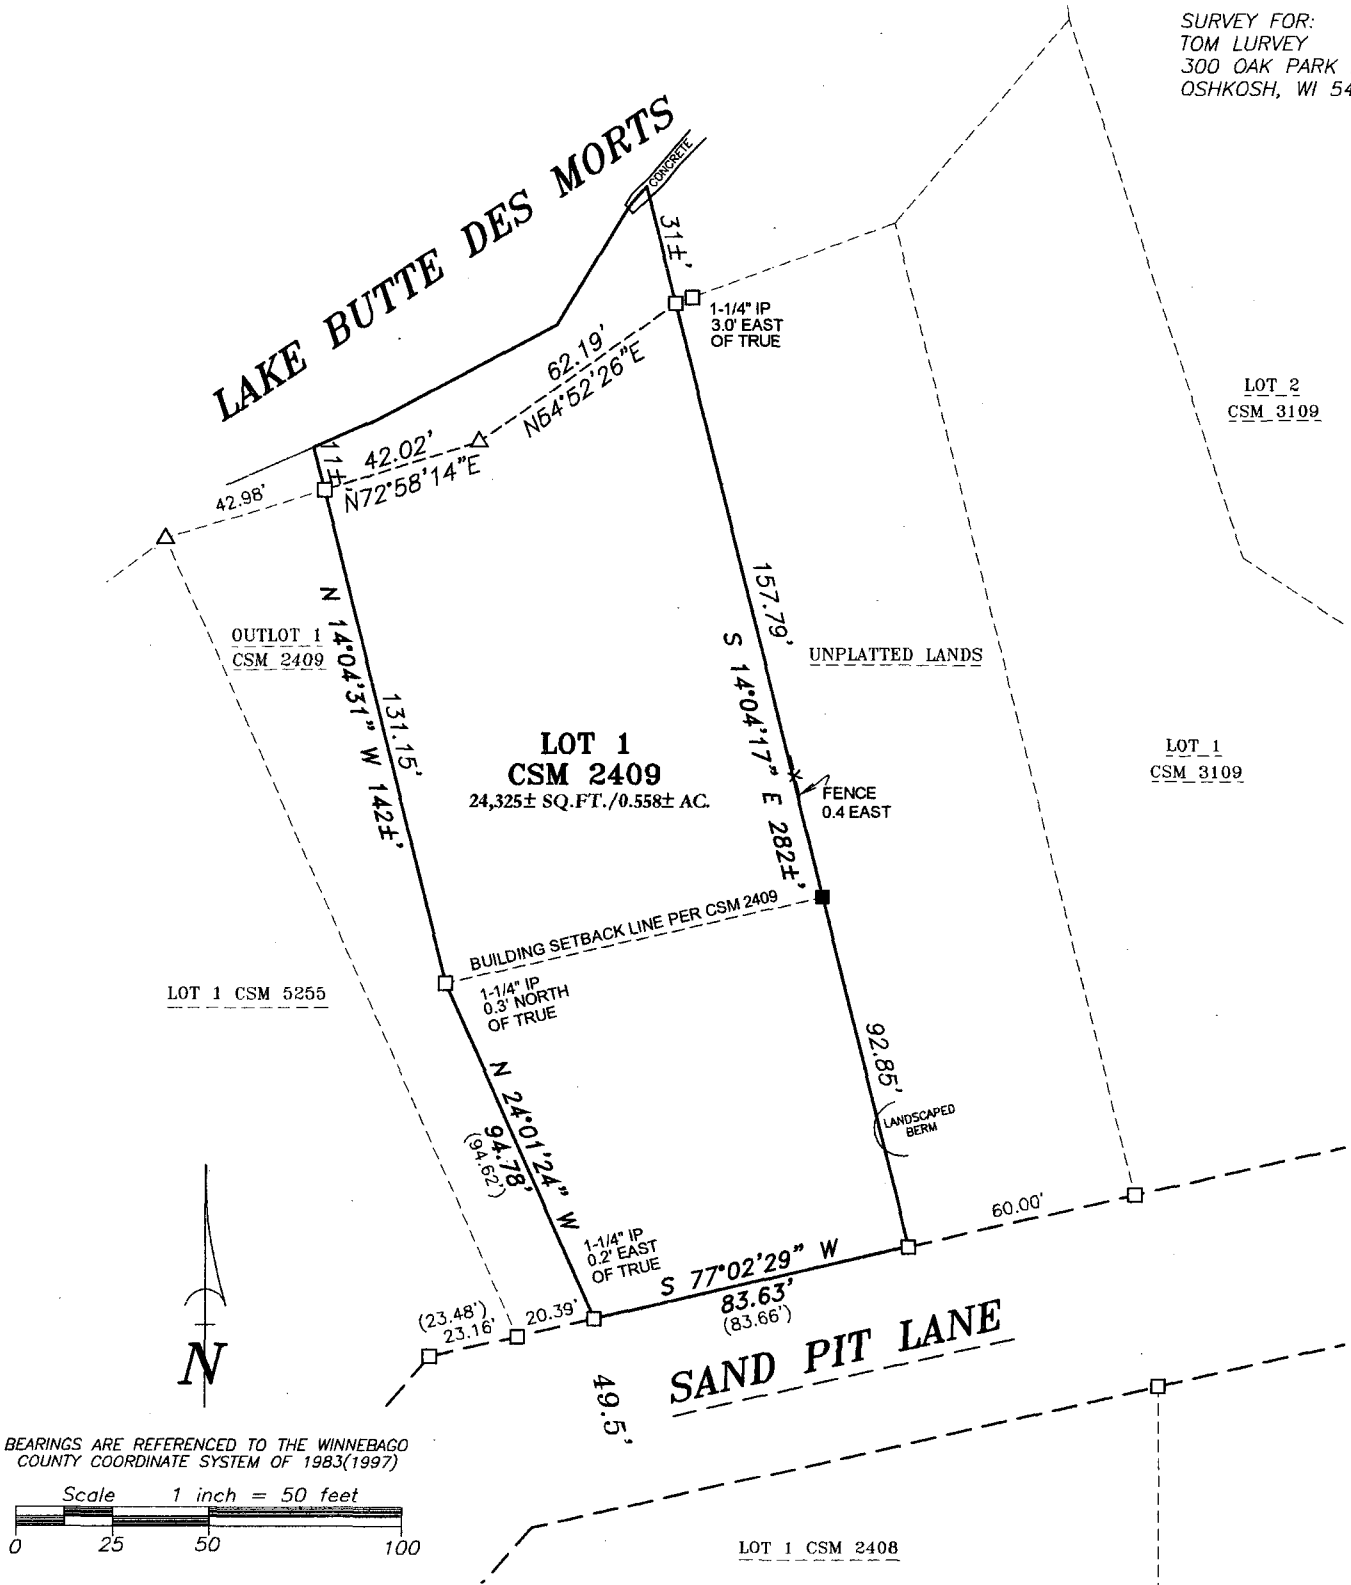 SURVEY FOR:
TOM LURVEY
300 OAK PARK
OSHKOSH, WI 54
LAKE BUTTE DES MORTS
CONCRETE
31±'
1-1/4" IP
3.0' EAST
OF TRUE
62.19'
N54°52'26"E
LOT 2
CSM 3109
11±'
42.02'
N72°58'14"E
42.98'
OUTLOT 1
CSM 2409
N 14°04'31" W 142±'
131.15'
157.79'
S 14°04'17" E 282±'
UNPLATTED LANDS
LOT 1
CSM 2409
24,325± SQ.FT./0.558± AC.
LOT 1
CSM 3109
FENCE
0.4 EAST
BUILDING SETBACK LINE PER CSM 2409
1-1/4" IP
0.3' NORTH
OF TRUE
LOT 1 CSM 5255
92.85'
LANDSCAPED
BERM
N 24°01'24" W
94.78'
(94.62')
1-1/4" IP
0.2' EAST
OF TRUE
60.00'
S 77°02'29" W
83.63'
(83.66')
(23.48')
23.16'
20.39'
SAND PIT LANE
49.5'
N
BEARINGS ARE REFERENCED TO THE WINNEBAGO
COUNTY COORDINATE SYSTEM OF 1983(1997)
Scale 1 inch = 50 feet
0 25 50 100
LOT 1 CSM 2408